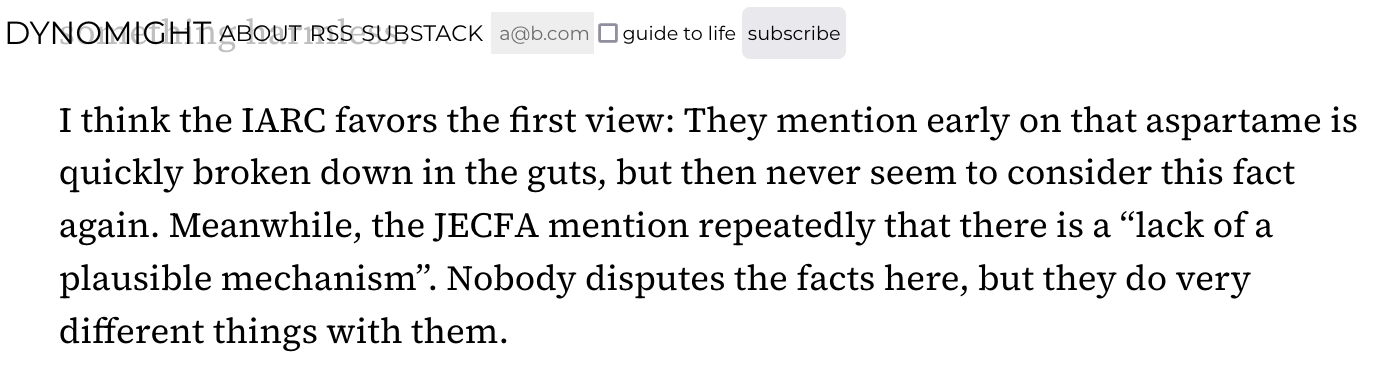 DYNOMIGHT ABOUT RSS SUBSTACK a@b.com guide to life subscribe
something harmless.
I think the IARC favors the first view: They mention early on that aspartame is
quickly broken down in the guts, but then never seem to consider this fact
again. Meanwhile, the JECFA mention repeatedly that there is a “lack of a
plausible mechanism”. Nobody disputes the facts here, but they do very
different things with them.